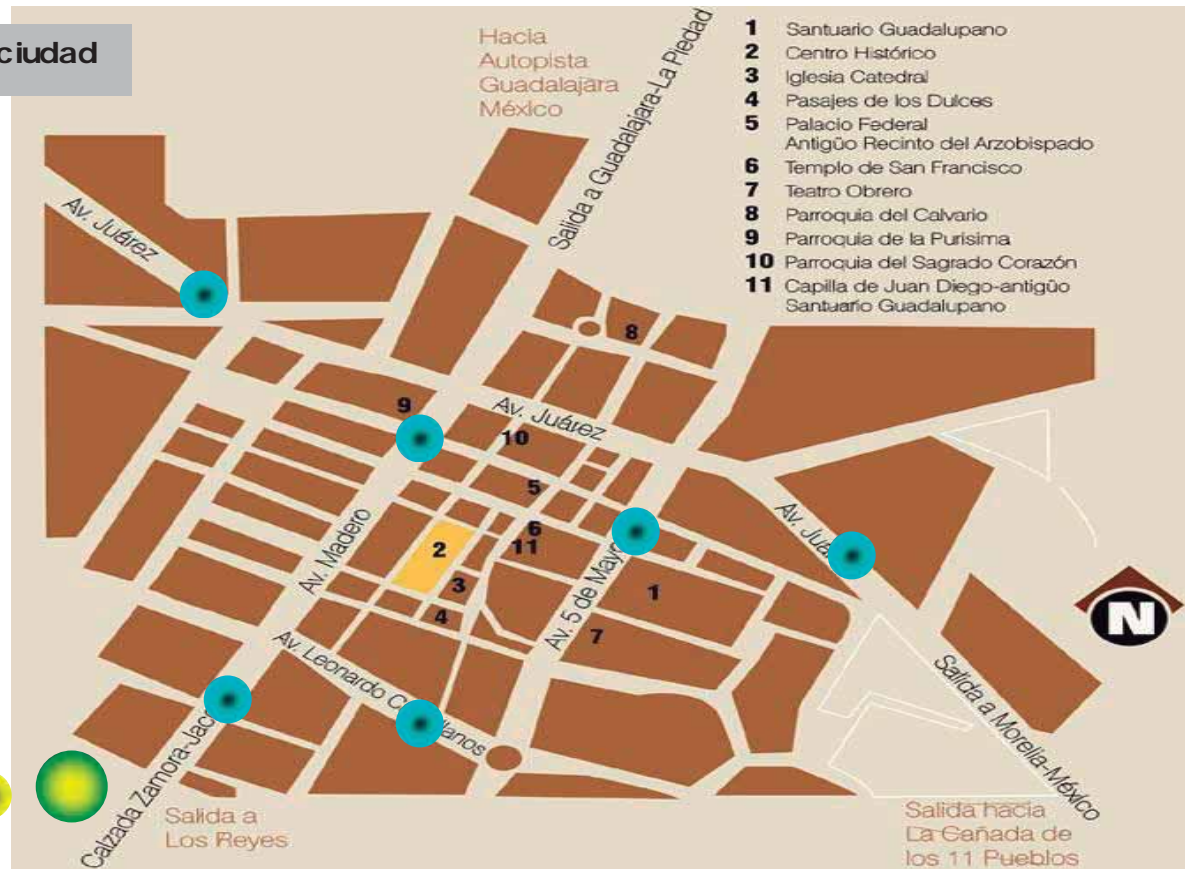 ciudad
Hacia
Autopista
Guadalajara
México
Salida a Guadalajara-La Piedad
1 Santuario Guadalupano
2 Centro Histórico
3 Iglesia Catedral
4 Pasajes de los Dulces
5 Palacio Federal
Antigüo Recinto del Arzobispado
6 Templo de San Francisco
7 Teatro Obrero
8 Parroquia del Calvario
9 Parroquia de la Purisima
10 Parroquia del Sagrado Corazón
11 Capilla de Juan Diego-antigüo
Santuario Guadalupano
Av. Juárez
8
9
Av. Juárez
10
5
Av. Madero
2
6
11
Av. 5 de Mayo
Av.
3
1
4
7
N
Av. Leonardo
Calzada Zamora-
Salida a Morelia-México
Salida a
Los Reyes
Salida hacia
La Cañada de
los 11 Pueblos